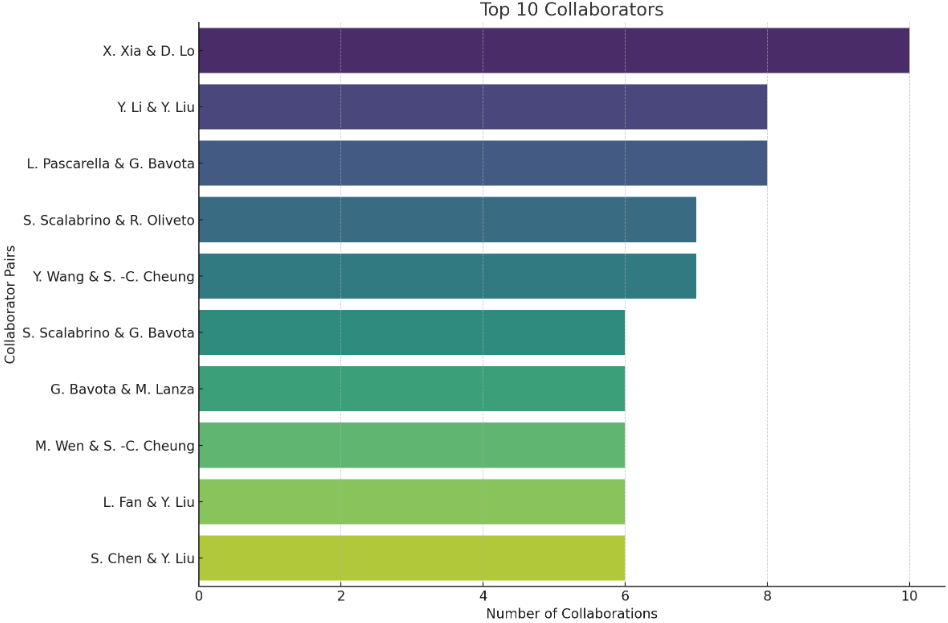 Top 10 Collaborators
X. Xia & D. Lo
Y. Li & Y. Liu
L. Pascarella & G. Bavota
S. Scalabrino & R. Oliveto
Y. Wang & S. -C. Cheung
S. Scalabrino & G. Bavota
G. Bavota & M. Lanza
M. Wen & S. -C. Cheung
L. Fan & Y. Liu
S. Chen & Y. Liu
Collaborator Pairs
0 2 4 6 8 10
Number of Collaborations